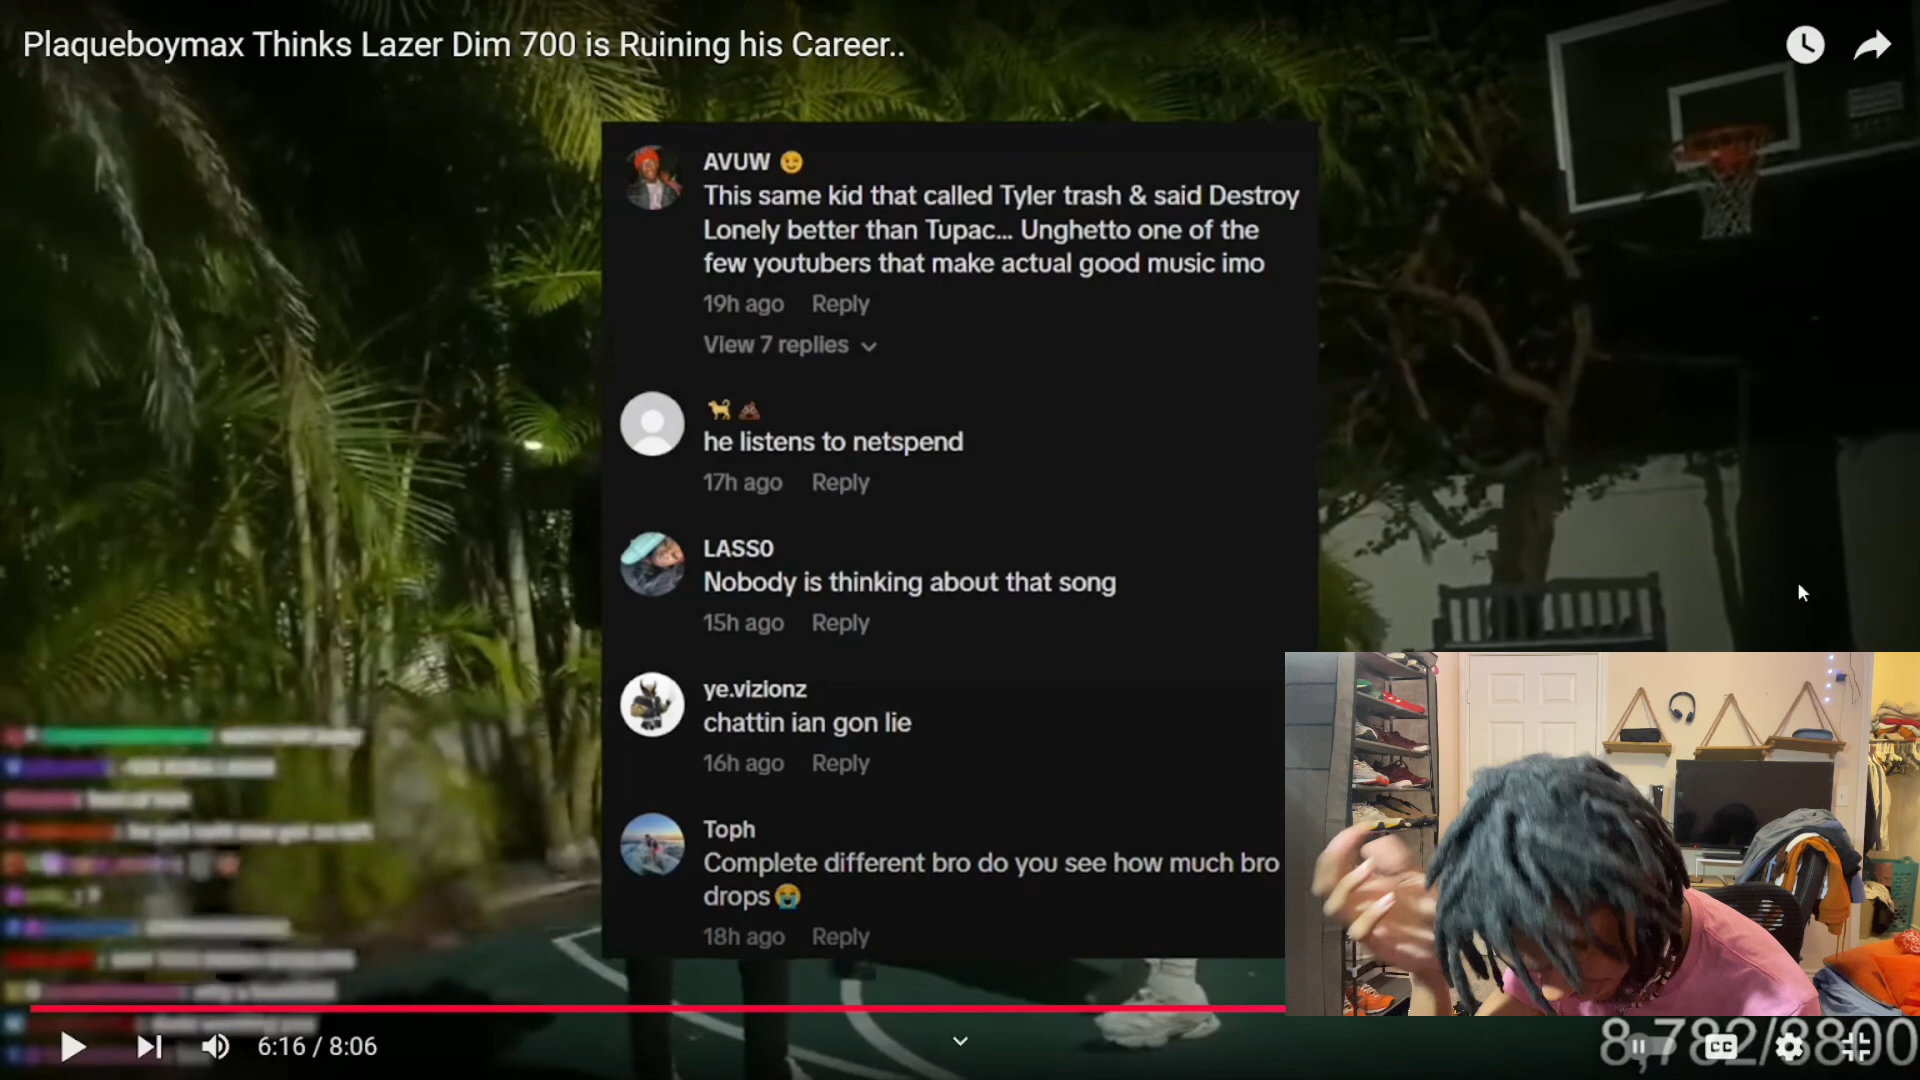 Plaqueboymax Thinks Lazer Dim 700 is Ruining his Career..
AVUW 😉
This same kid that called Tyler trash & said Destroy
Lonely better than Tupac... Unghetto one of the
few youtubers that make actual good music imo
19h ago Reply
View 7 replies
🐕💩
he listens to netspend
17h ago Reply
LASS0
Nobody is thinking about that song
15h ago Reply
ye.vizionz
chattin ian gon lie
16h ago Reply
Toph
Complete different bro do you see how much bro
drops😭
18h ago Reply
6:16 / 8:06
8,782/8800
CC